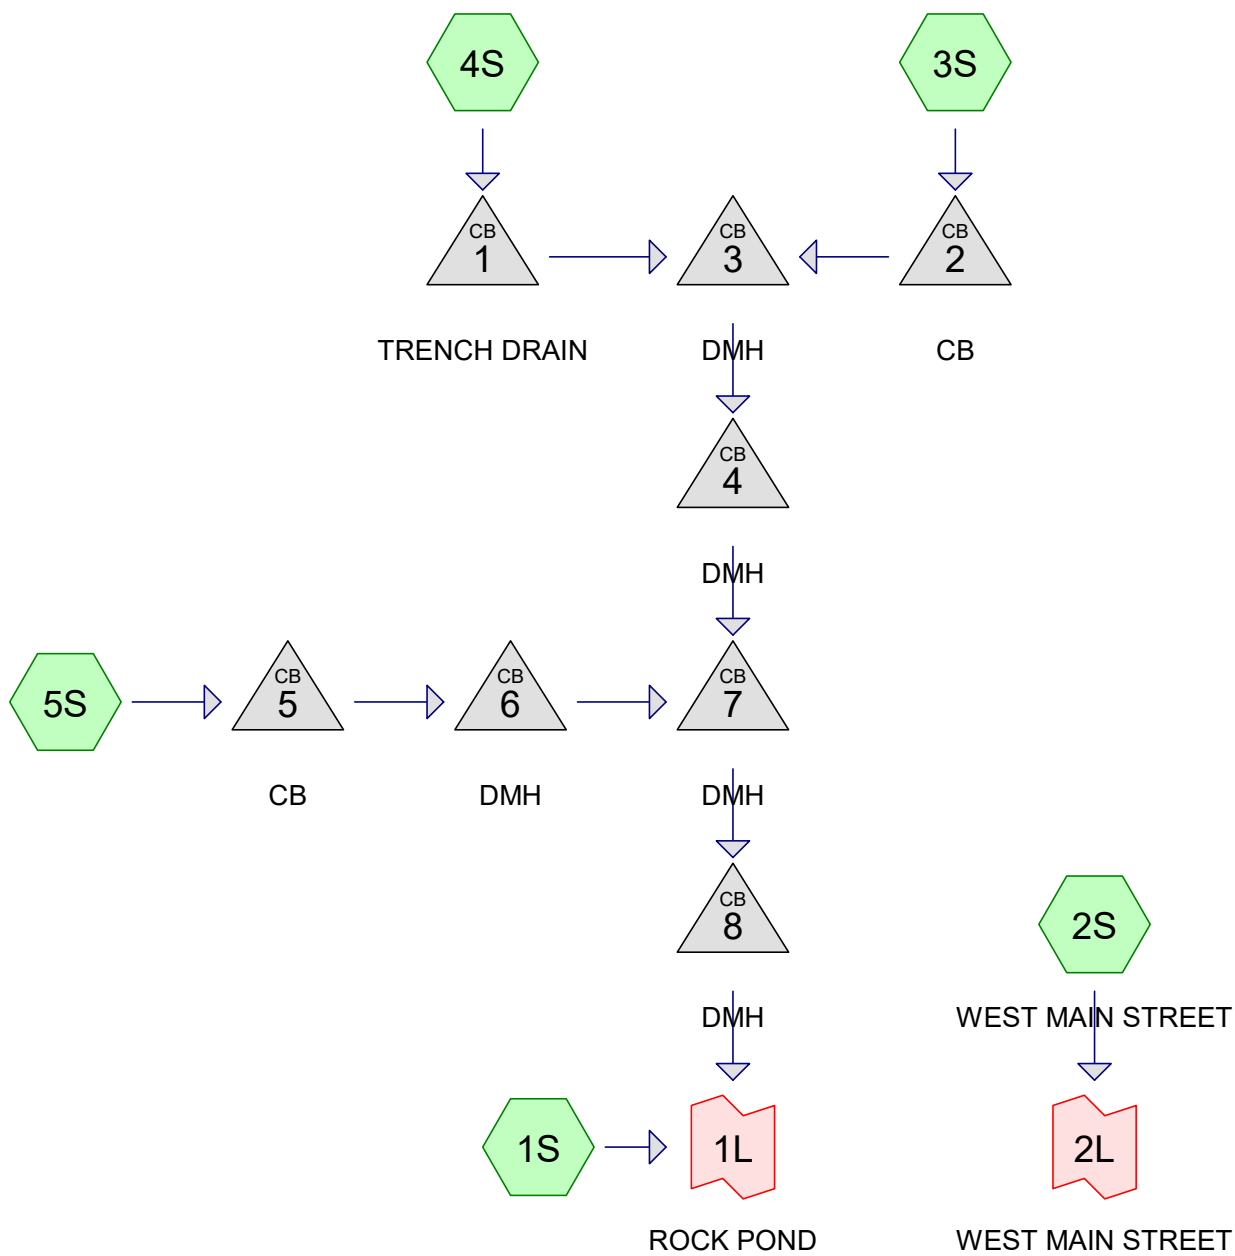 4S
3S
CB
1
CB
3
CB
2
TRENCH DRAIN
DMH
CB
CB
4
DMH
5S
CB
5
CB
6
CB
7
CB
DMH
DMH
CB
8
2S
DMH
WEST MAIN STREET
1S
1L
2L
ROCK POND
WEST MAIN STREET